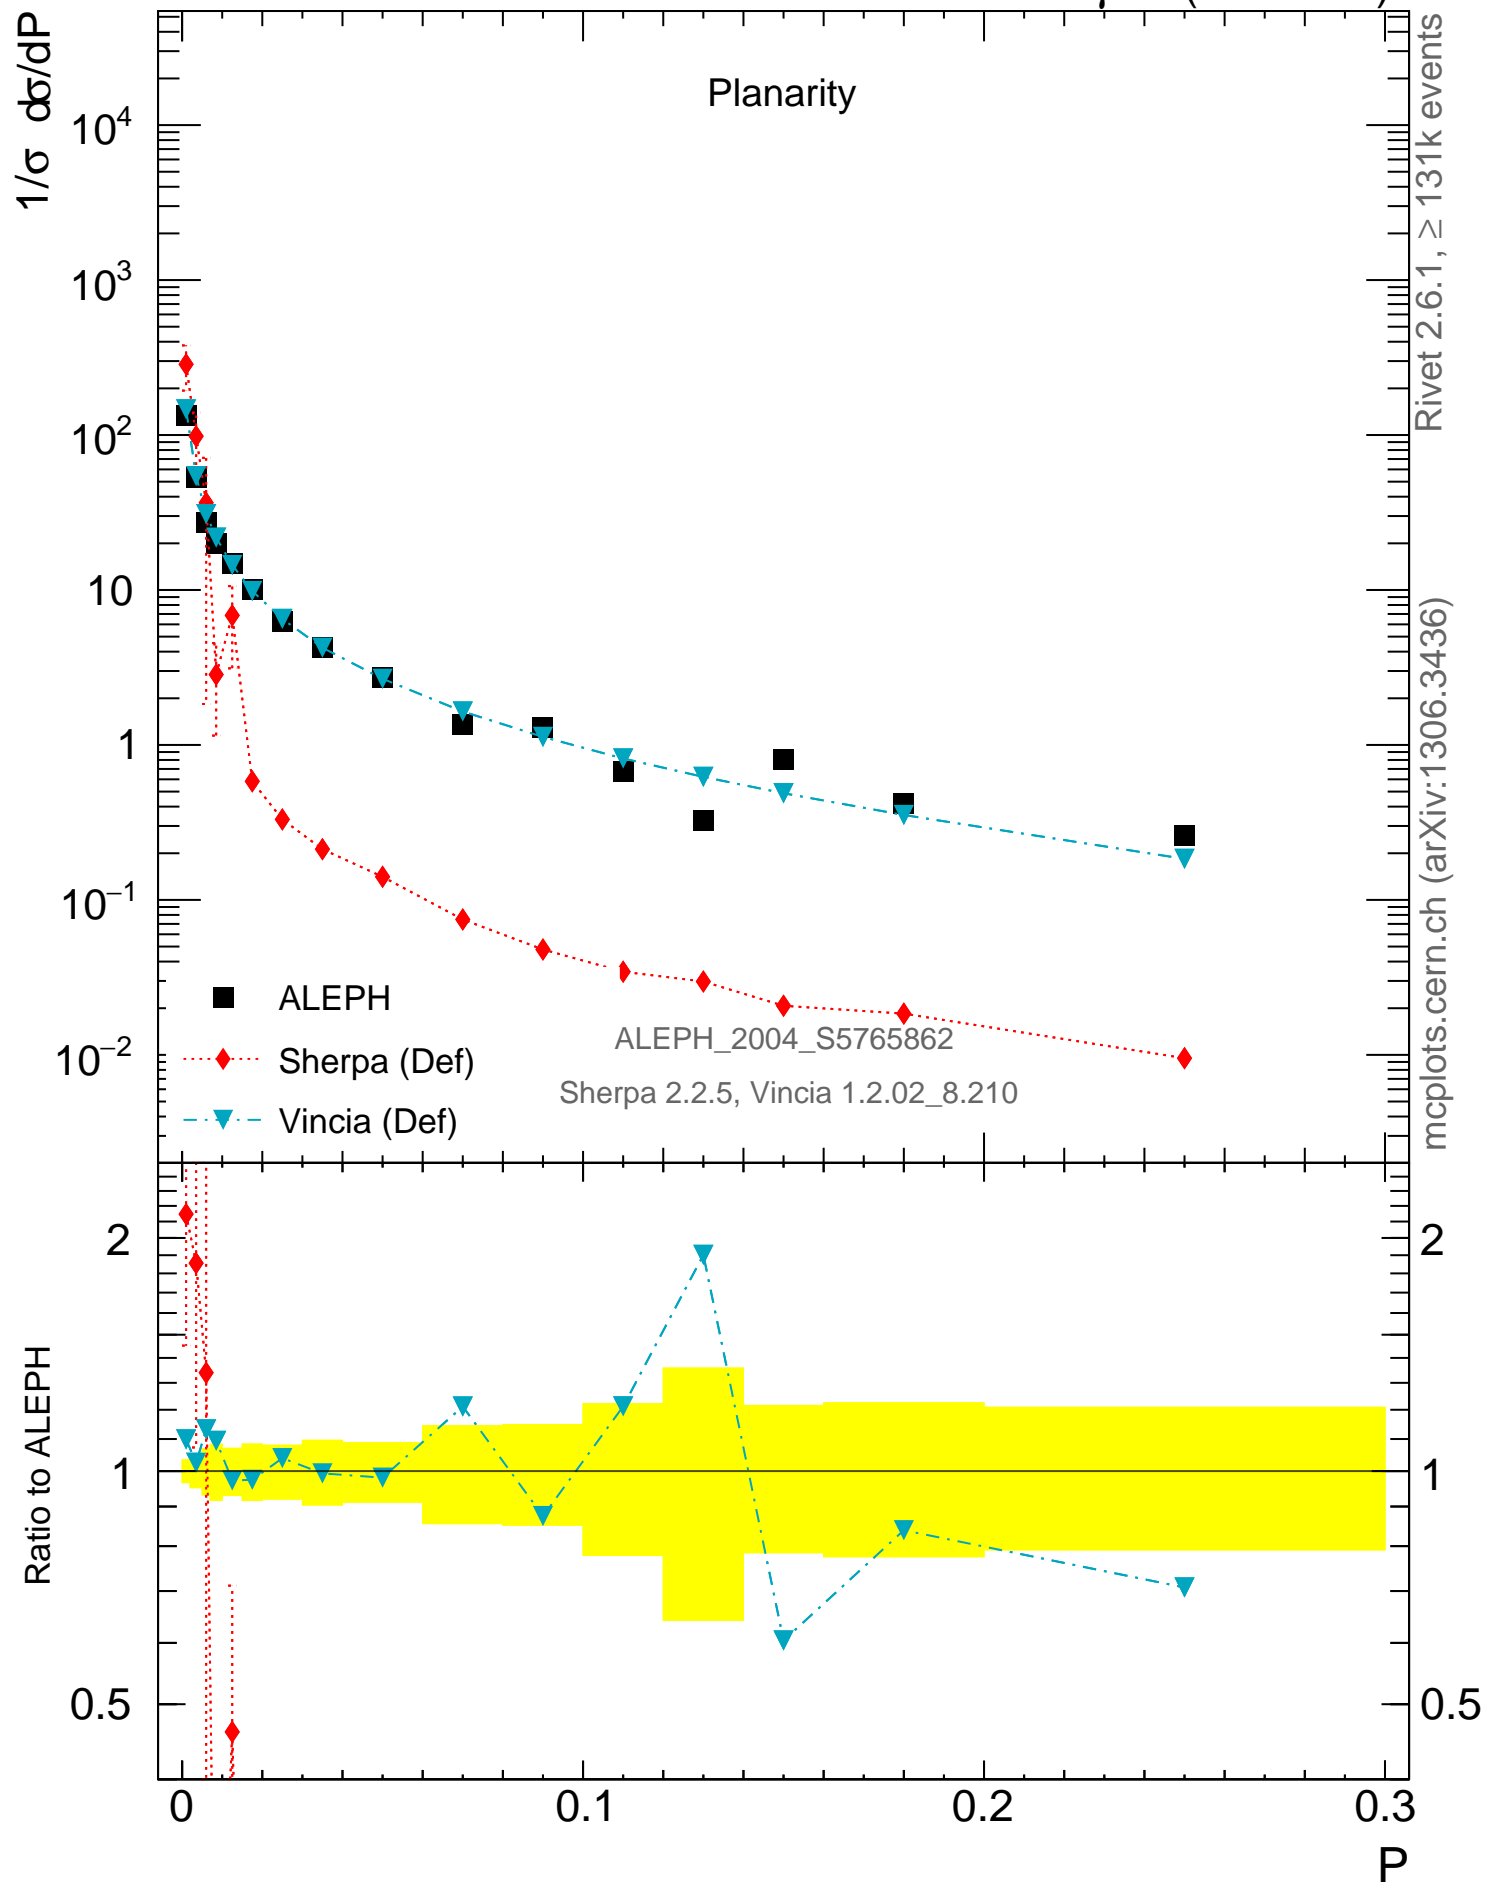 1/σ dσ/dP
Planarity
10⁴
10³
10²
10
1
10⁻¹
10⁻²
ALEPH
Sherpa (Def)
Vincia (Def)
ALEPH_2004_S5765862
Sherpa 2.2.5, Vincia 1.2.02_8.210
Rivet 2.6.1, ≥ 131k events
mcplots.cern.ch (arXiv:1306.3436)
Ratio to ALEPH
2
1
0.5
2
1
0.5
0 0.1 0.2 0.3
P